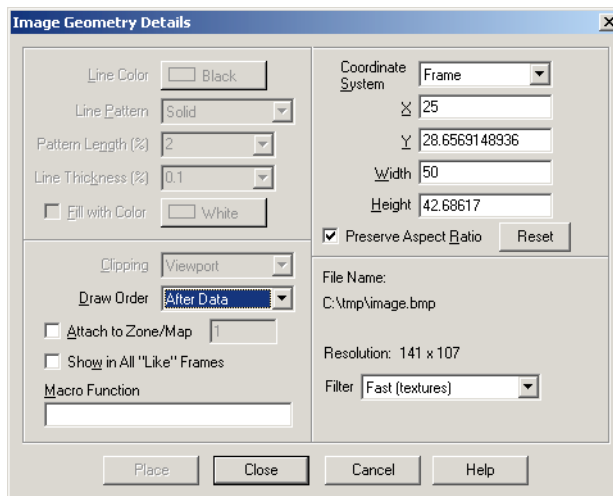 Image Geometry Details
Line Color Black
Line Pattern Solid
Pattern Length (%) 2
Line Thickness (%) 0.1
Fill with Color White
Clipping Viewport
Draw Order After Data
Attach to Zone/Map 1
Show in All "Like" Frames
Macro Function
Coordinate System Frame
X 25
Y 28.6569148936
Width 50
Height 42.68617
Preserve Aspect Ratio Reset
File Name:
C:\tmp\image.bmp
Resolution: 141 x 107
Filter Fast (textures)
Place Close Cancel Help